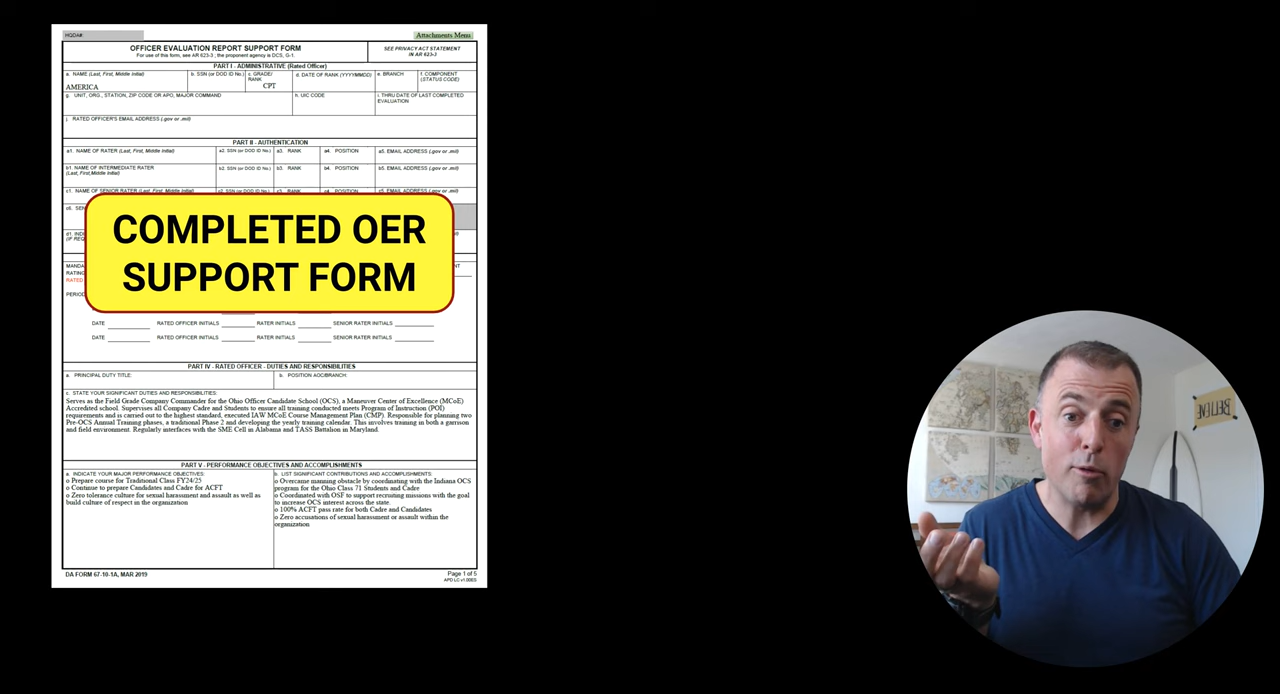 HQDA#:
Attachments Menu
OFFICER EVALUATION REPORT SUPPORT FORM
For use of this form, see AR 623-3; the proponent agency is DCS, G-1.
SEE PRIVACY ACT STATEMENT
IN AR 623-3
PART I - ADMINISTRATIVE (Rated Officer)
a. NAME (Last, First, Middle Initial)
AMERICA
b. SSN (or DOD ID No.)
c. GRADE/
RANK
CPT
d. DATE OF RANK (YYYYMMDD)
e. BRANCH
f. COMPONENT
(STATUS CODE)
g. UNIT, ORG., STATION, ZIP CODE OR APO, MAJOR COMMAND
h. UIC CODE
i. THRU DATE OF LAST COMPLETED
EVALUATION
j. RATED OFFICER'S EMAIL ADDRESS (.gov or .mil)
PART II - AUTHENTICATION
a1. NAME OF RATER (Last, First, Middle Initial)
a2. SSN (or DOD ID No.)
a3. RANK
a4. POSITION
a5. EMAIL ADDRESS (.gov or .mil)
b1. NAME OF INTERMEDIATE RATER
(Last, First,Middle Initial)
b2. SSN (or DOD ID No.)
b3. RANK
b4. POSITION
b5. EMAIL ADDRESS (.gov or .mil)
c1. NAME OF SENIOR RATER (Last, First, Middle Initial)
c2. SSN (or DOD ID No.)
c3. RANK
c4. POSITION
c5. EMAIL ADDRESS (.gov or .mil)
c6. SEN
d1. INDI
(IF REQ
COMPLETED OER
SUPPORT FORM
MANDA
RATING
RATED
PERIOD
DATE
RATED OFFICER INITIALS
RATER INITIALS
SENIOR RATER INITIALS
DATE
RATED OFFICER INITIALS
RATER INITIALS
SENIOR RATER INITIALS
PART IV - RATED OFFICER - DUTIES AND RESPONSIBILITIES
a. PRINCIPAL DUTY TITLE:
b. POSITION AOC/BRANCH:
c. STATE YOUR SIGNIFICANT DUTIES AND RESPONSIBILITIES:
Serves as the Field Grade Company Commander for the Ohio Officer Candidate School (OCS), a Maneuver Center of Excellence (MCoE)
Accredited school. Supervises all Company Cadre and Students to ensure all training conducted meets Program of Instruction (POI)
requirements and is carried out to the highest standard, executed IAW MCoE Course Management Plan (CMP). Responsible for planning two
Pre-OCS Annual Training phases, a traditional Phase 2 and developing the yearly training calendar. This involves training in both a garrison
and field environment. Regularly interfaces with the SME Cell in Alabama and TASS Battalion in Maryland.
PART V - PERFORMANCE OBJECTIVES AND ACCOMPLISHMENTS
a. INDICATE YOUR MAJOR PERFORMANCE OBJECTIVES:
o Prepare course for Traditional Class FY24/25
o Continue to prepare Candidates and Cadre for ACFT
o Zero tolerance culture for sexual harassment and assault as well as
build culture of respect in the organization
b. LIST SIGNIFICANT CONTRIBUTIONS AND ACCOMPLISHMENTS:
o Overcame manning obstacle by coordinating with the Indiana OCS
program for the Ohio Class 71 Students and Cadre
o Coordinated with OSF to support recruiting missions with the goal
to increase OCS interest across the state
o 100% ACFT pass rate for both Cadre and Candidates
o Zero accusations of sexual harassment or assault within the
organization
DA FORM 67-10-1A, MAR 2019
Page 1 of 5
APD LC v1.00ES
BELIEVE